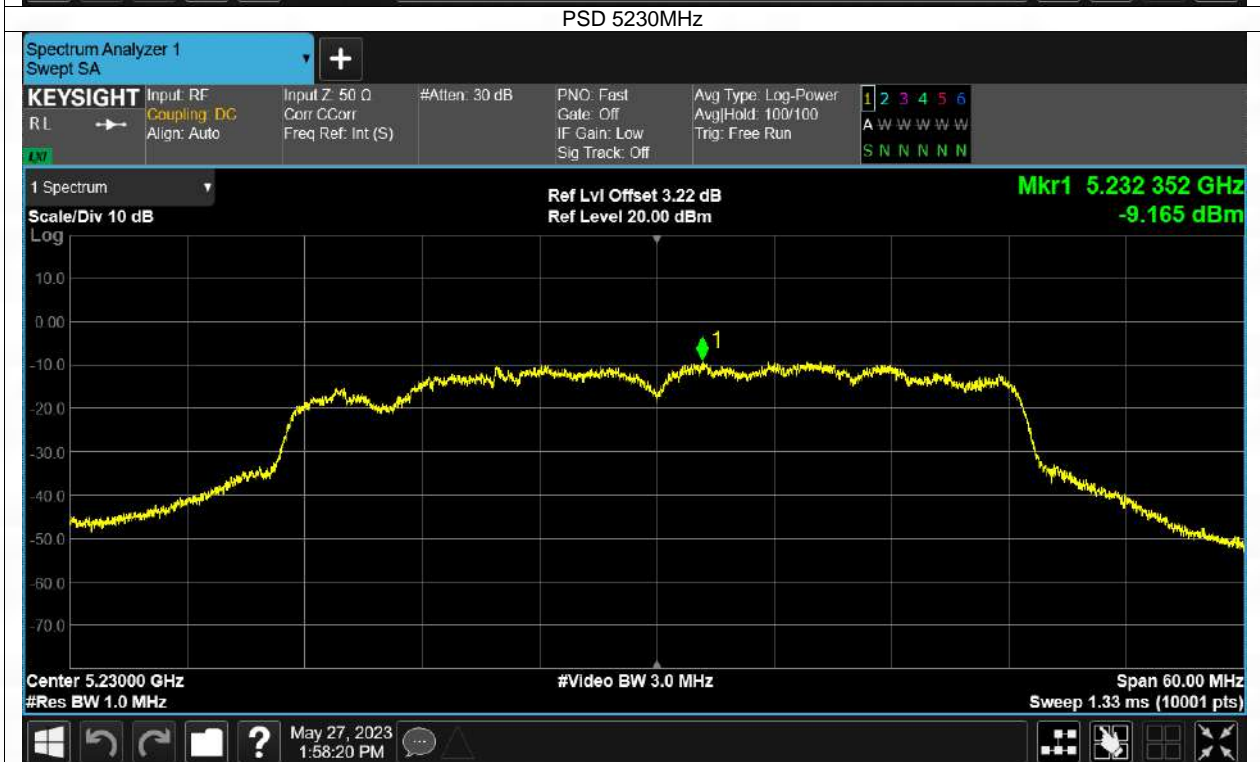 PSD 5230MHz
Spectrum Analyzer 1
Swept SA
KEYSIGHT
RL
LXI
Input: RF
Coupling: DC
Align: Auto
Input Z: 50 Ω
Corr CCorr
Freq Ref: Int (S)
#Atten: 30 dB
PNO: Fast
Gate: Off
IF Gain: Low
Sig Track: Off
Avg Type: Log-Power
Avg|Hold: 100/100
Trig: Free Run
1 2 3 4 5 6
A W W W W W
S N N N N N
1 Spectrum
Scale/Div 10 dB
Log
Ref Lvl Offset 3.22 dB
Ref Level 20.00 dBm
Mkr1 5.232 352 GHz
-9.165 dBm
10.0
0.00
-10.0
-20.0
-30.0
-40.0
-50.0
-60.0
-70.0
1
Center 5.23000 GHz
#Res BW 1.0 MHz
#Video BW 3.0 MHz
Span 60.00 MHz
Sweep 1.33 ms (10001 pts)
?
May 27, 2023
1:58:20 PM